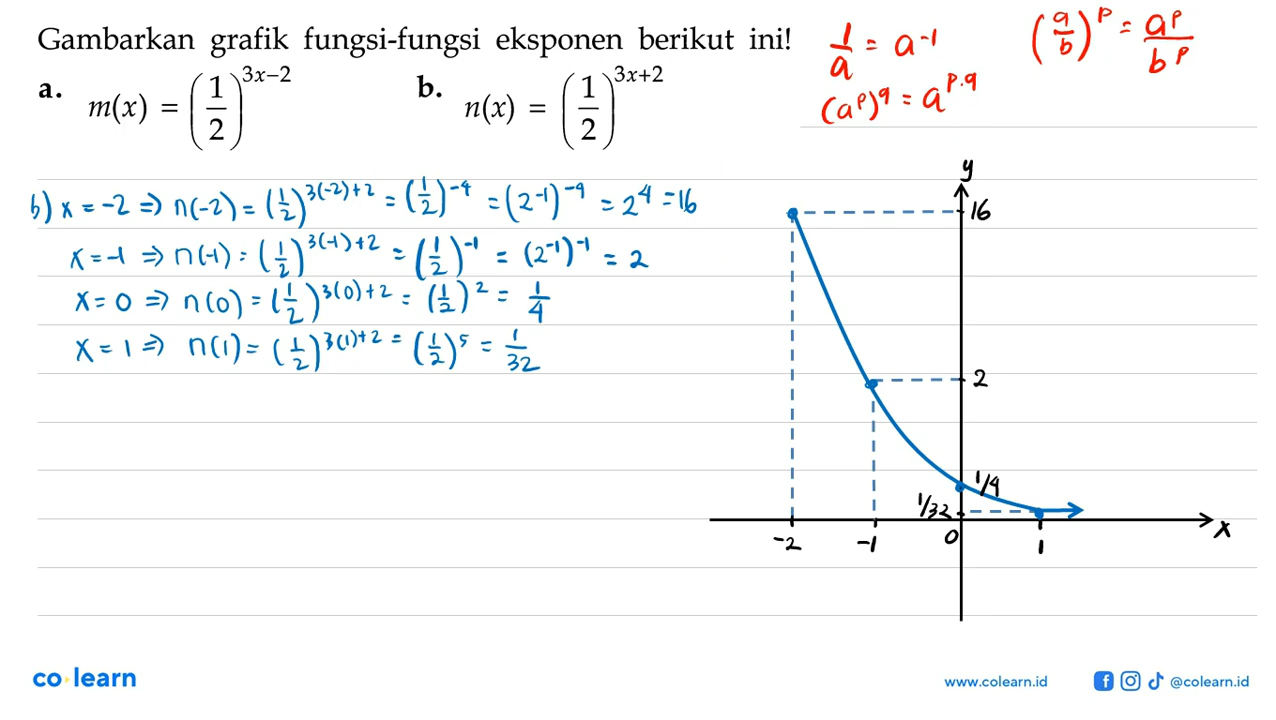 Gambarkan grafik fungsi-fungsi eksponen berikut ini!
a. m(x) = (1/2)^(3x−2)
b. n(x) = (1/2)^(3x+2)
1/a = a^-1
(a/b)^p = a^p/b^p
(a^p)^q = a^(p.q)
b) x = -2 ⇒ n(-2) = (1/2)^(3(-2)+2) = (1/2)^-4 = (2^-1)^-4 = 2^4 = 16
x = -1 ⇒ n(-1) = (1/2)^(3(-1)+2) = (1/2)^-1 = (2^-1)^-1 = 2
x = 0 ⇒ n(0) = (1/2)^(3(0)+2) = (1/2)^2 = 1/4
x = 1 ⇒ n(1) = (1/2)^(3(1)+2) = (1/2)^5 = 1/32
y
16
2
1/4
1/32
-2 -1 0 1 x
co learn
www.colearn.id
@colearn.id